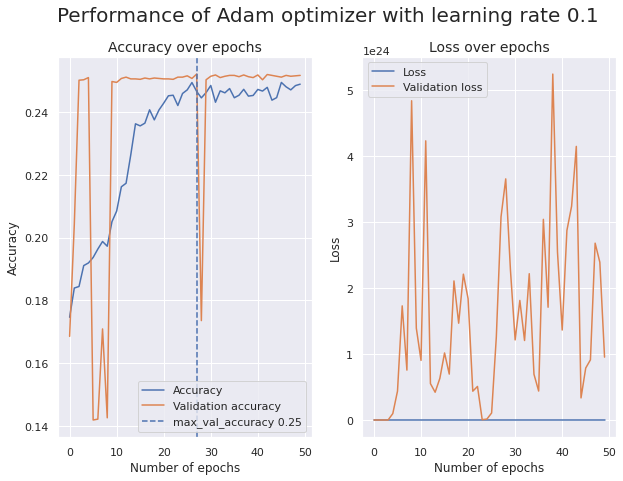 Performance of Adam optimizer with learning rate 0.1
Accuracy over epochs
0.24
0.22
0.20
0.18
0.16
0.14
Accuracy
Accuracy
Validation accuracy
max_val_accuracy 0.25
0 10 20 30 40 50
Number of epochs
Loss over epochs
1e24
5
4
3
2
1
0
Loss
Loss
Validation loss
0 10 20 30 40 50
Number of epochs